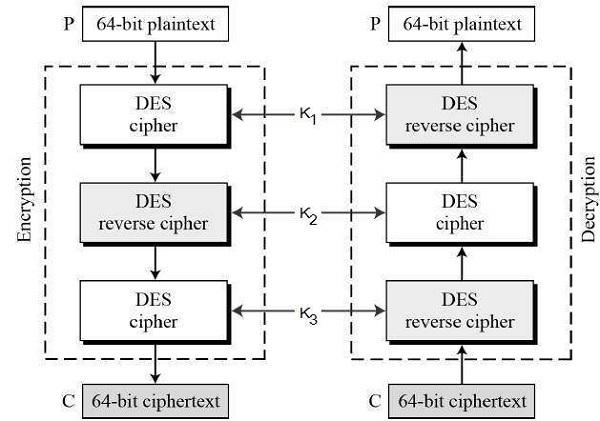 P 64-bit plaintext
P 64-bit plaintext
Encryption
DES
cipher
K1
DES
reverse cipher
DES
reverse cipher
K2
DES
cipher
DES
cipher
K3
DES
reverse cipher
Decryption
C 64-bit ciphertext
C 64-bit ciphertext